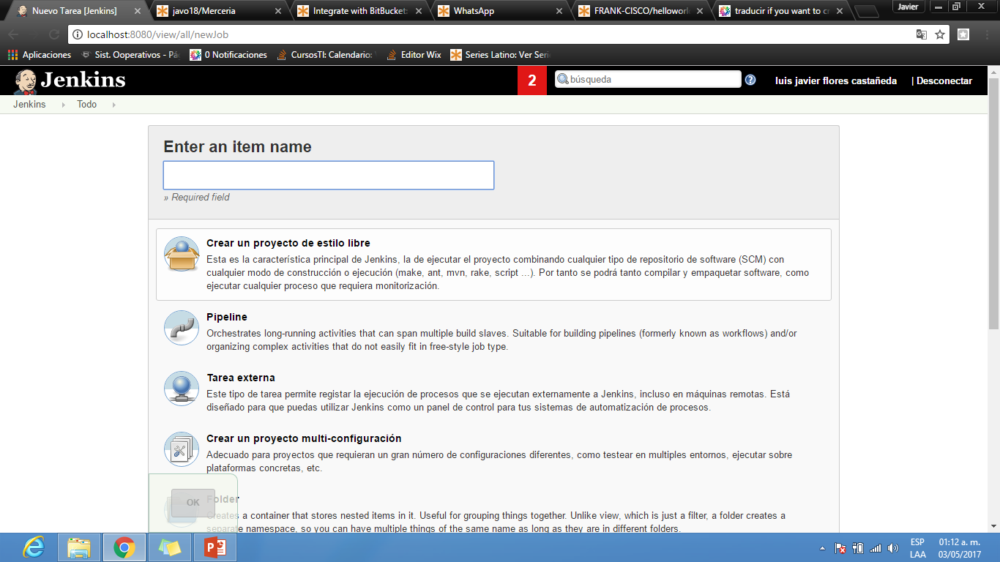 Nuevo Tarea [Jenkins]
javo18/Merceria
Integrate with BitBucket:
WhatsApp
FRANK-CISCO/hellowor
traducir if you want to cr
Javier
localhost:8080/view/all/newJob
Aplicaciones
Sist. Ooperativos - Pá
0 Notificaciones
CursosTI: Calendario:
Editor Wix
Series Latino: Ver Seri
Jenkins
2
búsqueda
luis javier flores castañeda
| Desconectar
Jenkins
Todo
Enter an item name
» Required field
Crear un proyecto de estilo libre
Esta es la característica principal de Jenkins, la de ejecutar el proyecto combinando cualquier tipo de repositorio de software (SCM) con
cualquier modo de construcción o ejecución (make, ant, mvn, rake, script ...). Por tanto se podrá tanto compilar y empaquetar software, como
ejecutar cualquier proceso que requiera monitorización.
Pipeline
Orchestrates long-running activities that can span multiple build slaves. Suitable for building pipelines (formerly known as workflows) and/or
organizing complex activities that do not easily fit in free-style job type.
Tarea externa
Este tipo de tarea permite registar la ejecución de procesos que se ejecutan externamente a Jenkins, incluso en máquinas remotas. Está
diseñado para que puedas utilizar Jenkins como un panel de control para tus sistemas de automatización de procesos.
Crear un proyecto multi-configuración
Adecuado para proyectos que requieran un gran número de configuraciones diferentes, como testear en multiples entornos, ejecutar sobre
plataformas concretas, etc.
Folder
OK
Creates a container that stores nested items in it. Useful for grouping things together. Unlike view, which is just a filter, a folder creates a
separate namespace, so you can have multiple things of the same name as long as they are in different folders.
ESP
LAA
01:12 a. m.
03/05/2017